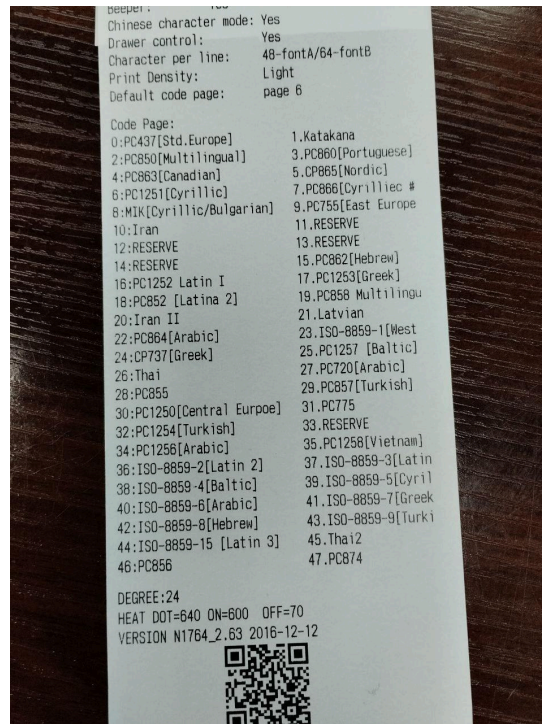 Beeper: Yes
Chinese character mode: Yes
Drawer control: Yes
Character per line: 48-fontA/64-fontB
Print Density: Light
Default code page: page 6
Code Page:
0:PC437[Std.Europe] 1.Katakana
2:PC850[Multilingual] 3.PC860[Portuguese]
4:PC863[Canadian] 5.CP865[Nordic]
6:PC1251[Cyrillic] 7.PC866[Cyrilliec #
8:MIK[Cyrillic/Bulgarian] 9.PC755[East Europe
10:Iran 11.RESERVE
12:RESERVE 13.RESERVE
14:RESERVE 15.PC862[Hebrew]
16:PC1252 Latin I 17.PC1253[Greek]
18:PC852 [Latina 2] 19.PC858 Multilingu
20:Iran II 21.Latvian
22:PC864[Arabic] 23.ISO-8859-1[West
24:CP737[Greek] 25.PC1257 [Baltic]
26:Thai 27.PC720[Arabic]
28:PC855 29.PC857[Turkish]
30:PC1250[Central Eurpoe] 31.PC775
32:PC1254[Turkish] 33.RESERVE
34:PC1256[Arabic] 35.PC1258[Vietnam]
36:ISO-8859-2[Latin 2] 37.ISO-8859-3[Latin
38:ISO-8859-4[Baltic] 39.ISO-8859-5[Cyril
40:ISO-8859-6[Arabic] 41.ISO-8859-7[Greek
42:ISO-8859-8[Hebrew] 43.ISO-8859-9[Turki
44:ISO-8859-15 [Latin 3] 45.Thai2
46:PC856 47.PC874
DEGREE:24
HEAT DOT=640 ON=600 OFF=70
VERSION N1764_2.63 2016-12-12